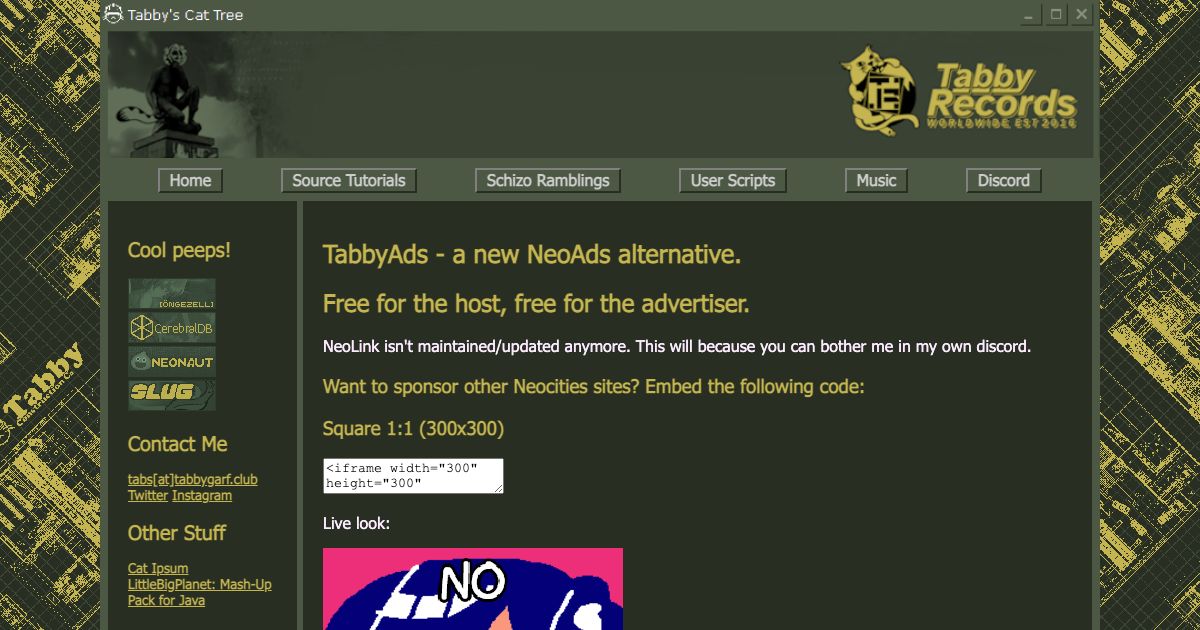 Tabby's Cat Tree
Tabby
Records
WORLDWIDE EST 2016
Home
Source Tutorials
Schizo Ramblings
User Scripts
Music
Discord
Cool peeps!
[ÖNGEZELL]
CerebralDB
NEONAUT
SLUG
Contact Me
tabs[at]tabbygarf.club
Twitter Instagram
Other Stuff
Cat Ipsum
LittleBigPlanet: Mash-Up
Pack for Java
TabbyAds - a new NeoAds alternative.
Free for the host, free for the advertiser.
NeoLink isn't maintained/updated anymore. This will because you can bother me in my own discord.
Want to sponsor other Neocities sites? Embed the following code:
Square 1:1 (300x300)
<iframe width="300"
height="300"
Live look:
NO
Tabby
construction